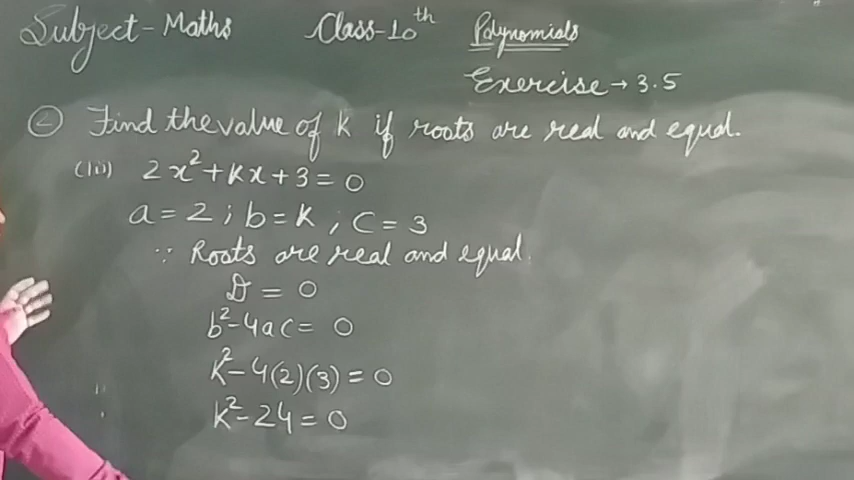 Subject - Maths Class-10th Polynomials
Exercise → 3.5
② Find the value of K if roots are real and equal.
(iii) 2x² + Kx + 3 = 0
a = 2 ; b = K ; C = 3
∵ Roots are real and equal.
D = 0
b² - 4ac = 0
K² - 4(2)(3) = 0
K² - 24 = 0